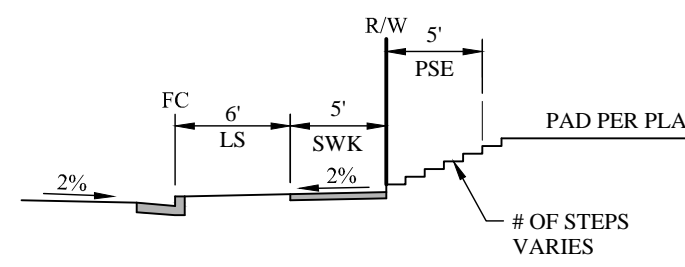 R/W
5'
PSE
FC
6'
LS
5'
SWK
PAD PER PLA
2%
2%
# OF STEPS
VARIES